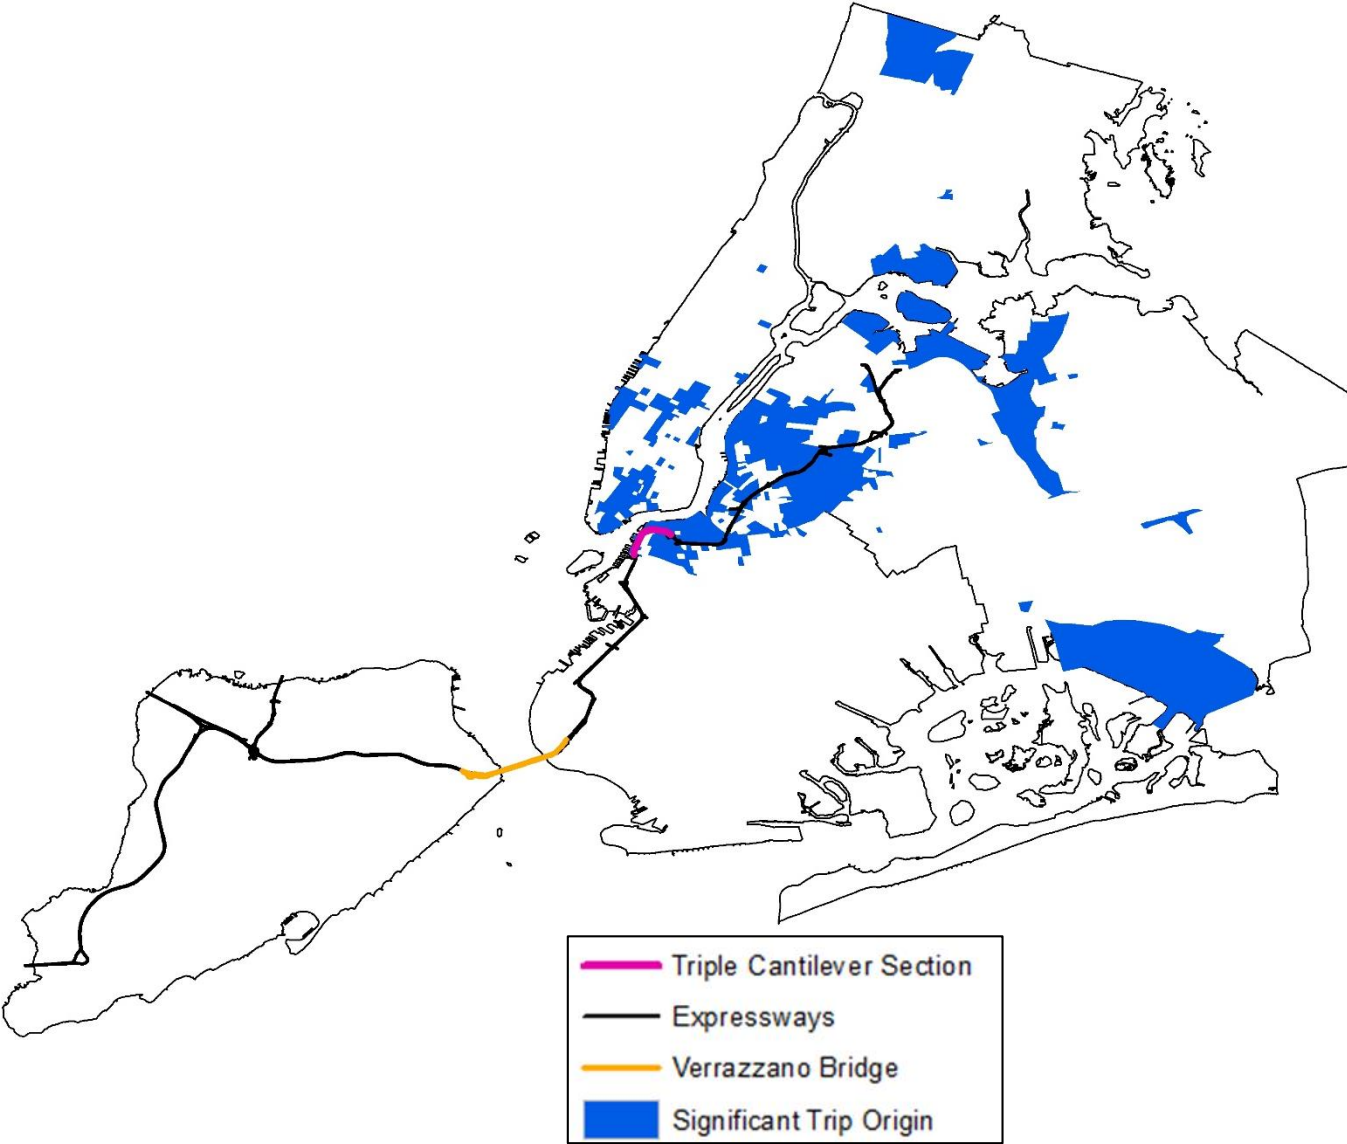 Triple Cantilever Section
Expressways
Verrazzano Bridge
Significant Trip Origin